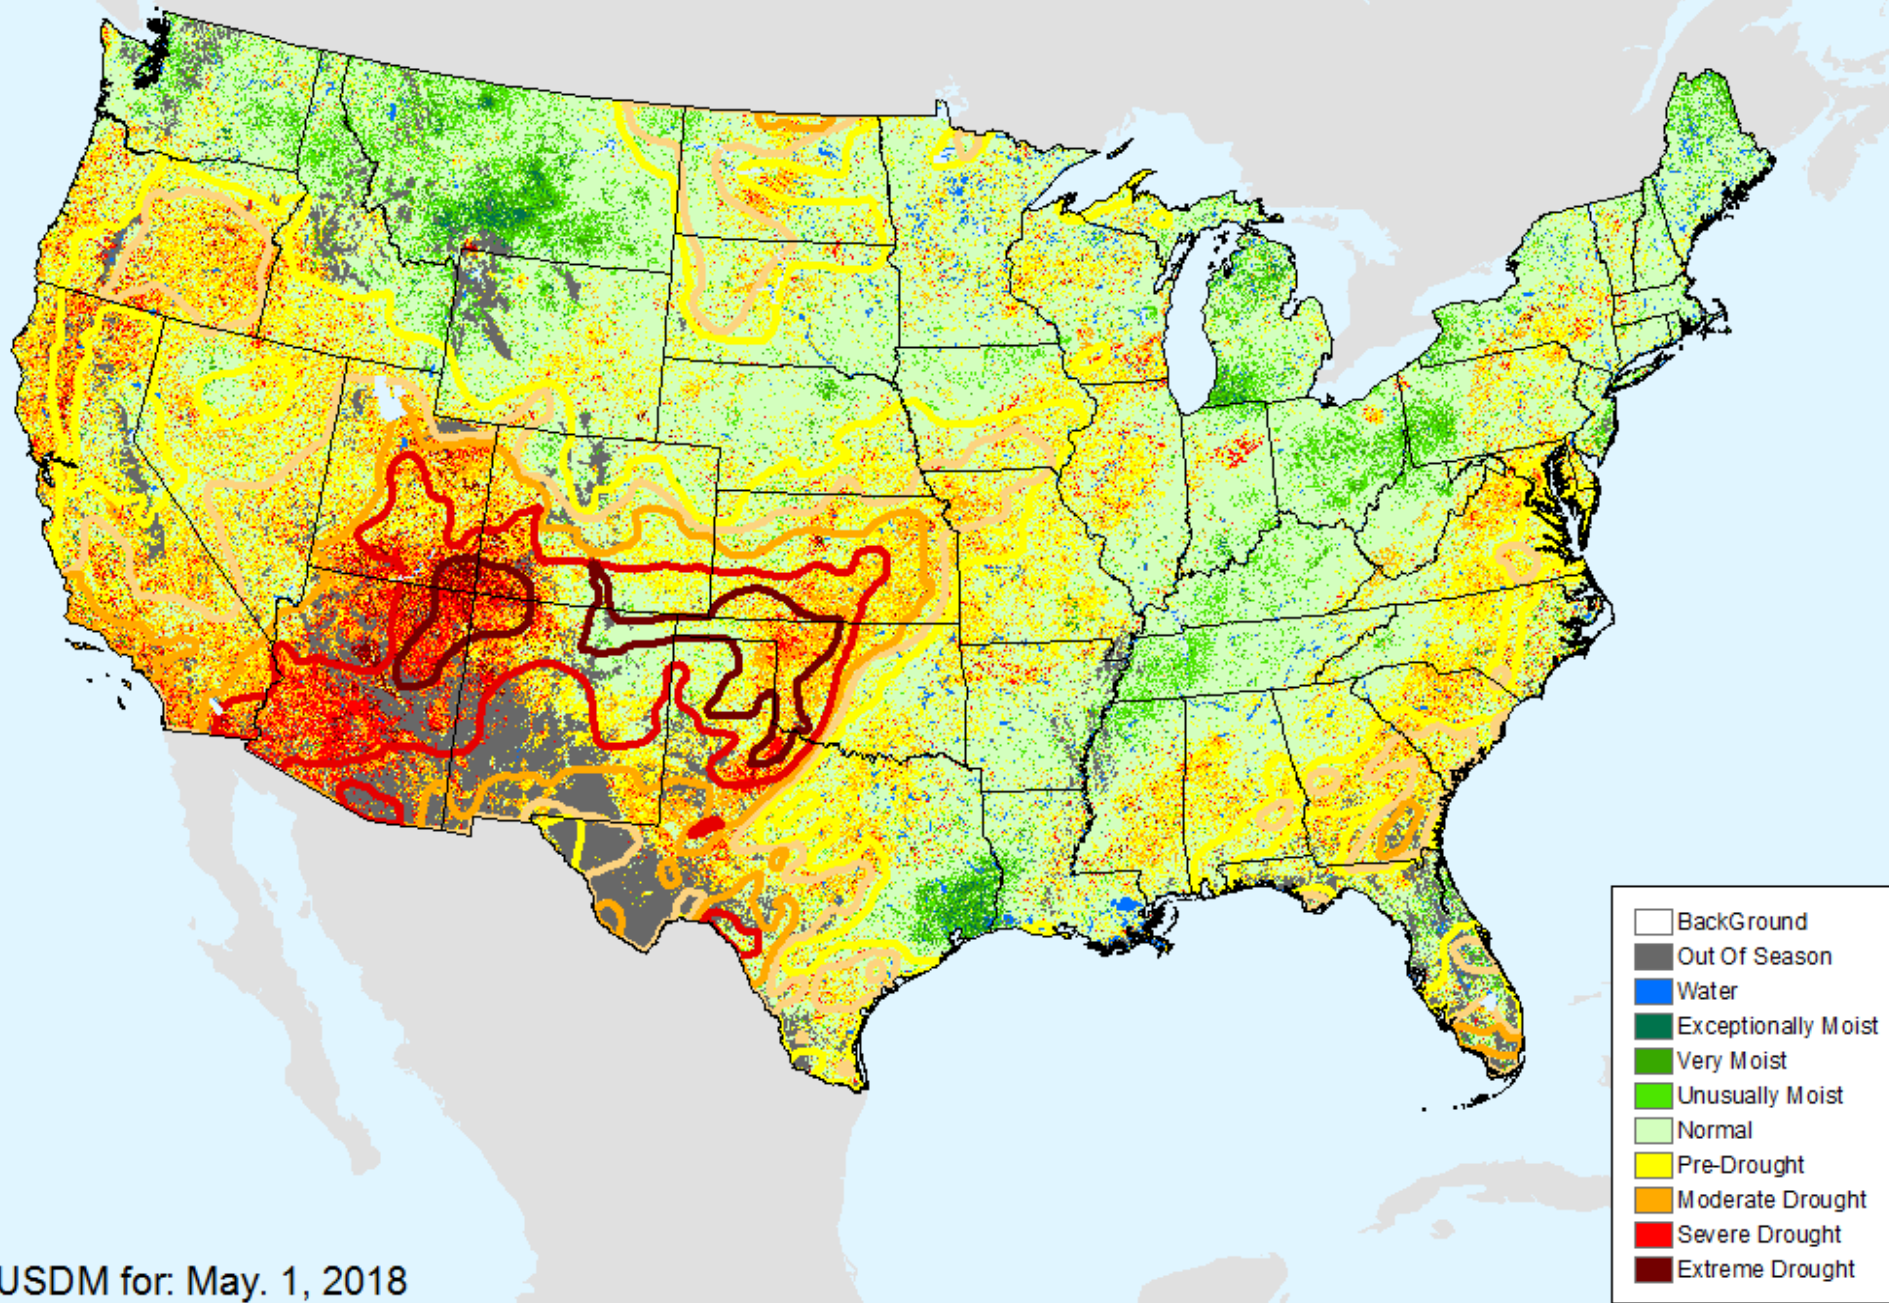 BackGround
Out Of Season
Water
Exceptionally Moist
Very Moist
Unusually Moist
Normal
Pre-Drought
Moderate Drought
Severe Drought
Extreme Drought
USDM for: May. 1, 2018